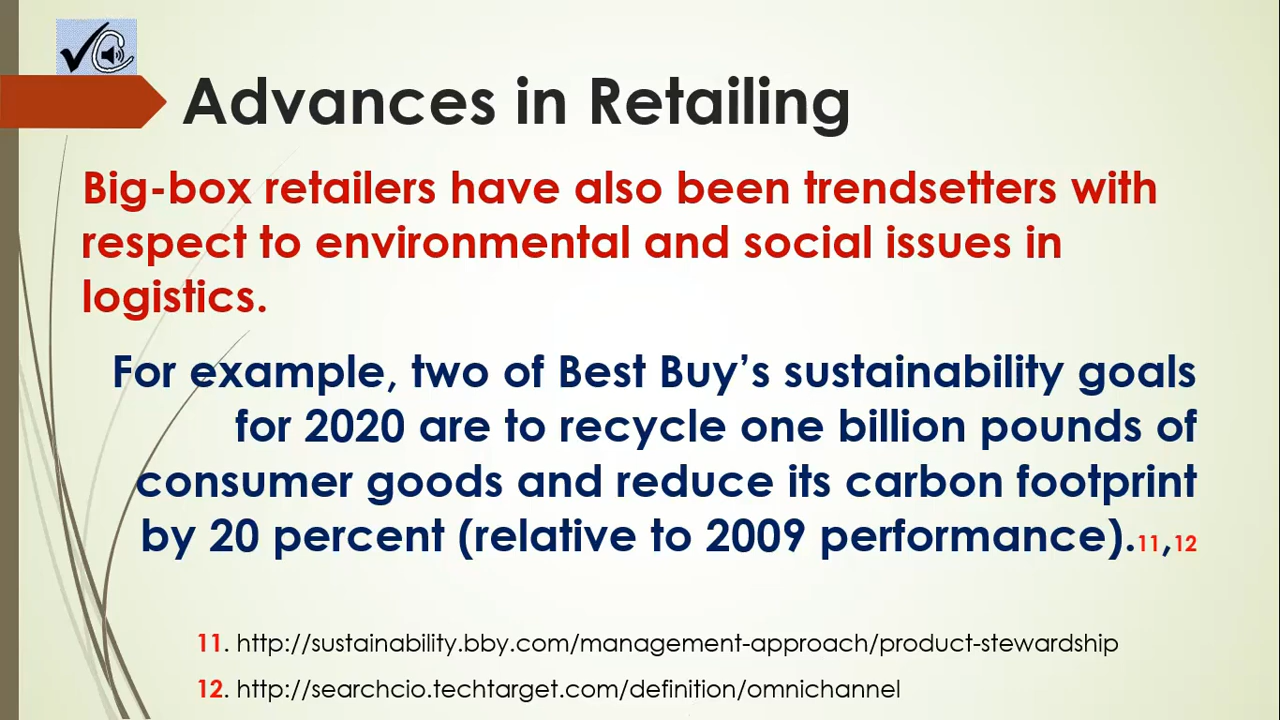 Advances in Retailing
Big-box retailers have also been trendsetters with
respect to environmental and social issues in
logistics.
For example, two of Best Buy’s sustainability goals
for 2020 are to recycle one billion pounds of
consumer goods and reduce its carbon footprint
by 20 percent (relative to 2009 performance).11,12
11. http://sustainability.bby.com/management-approach/product-stewardship
12. http://searchcio.techtarget.com/definition/omnichannel